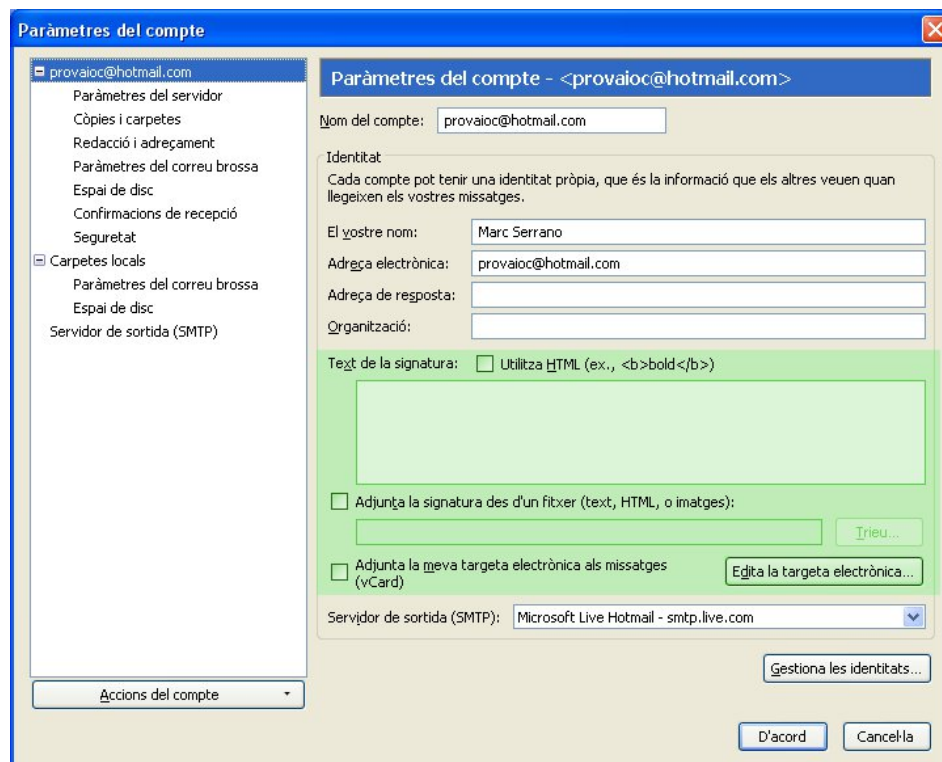 Paràmetres del compte
provaioc@hotmail.com
Paràmetres del servidor
Còpies i carpetes
Redacció i adreçament
Paràmetres del correu brossa
Espai de disc
Confirmacions de recepció
Seguretat
Carpetes locals
Paràmetres del correu brossa
Espai de disc
Servidor de sortida (SMTP)
Accions del compte
Paràmetres del compte - <provaioc@hotmail.com>
Nom del compte: provaioc@hotmail.com
Identitat
Cada compte pot tenir una identitat pròpia, que és la informació que els altres veuen quan
llegeixen els vostres missatges.
El vostre nom: Marc Serrano
Adreça electrònica: provaioc@hotmail.com
Adreça de resposta:
Organització:
Text de la signatura: Utilitza HTML (ex., <b>bold</b>)
Adjunta la signatura des d'un fitxer (text, HTML, o imatges):
Trieu...
Adjunta la meva targeta electrònica als missatges
(vCard)
Edita la targeta electrònica...
Servidor de sortida (SMTP): Microsoft Live Hotmail - smtp.live.com
Gestiona les identitats...
D'acord Cancel·la